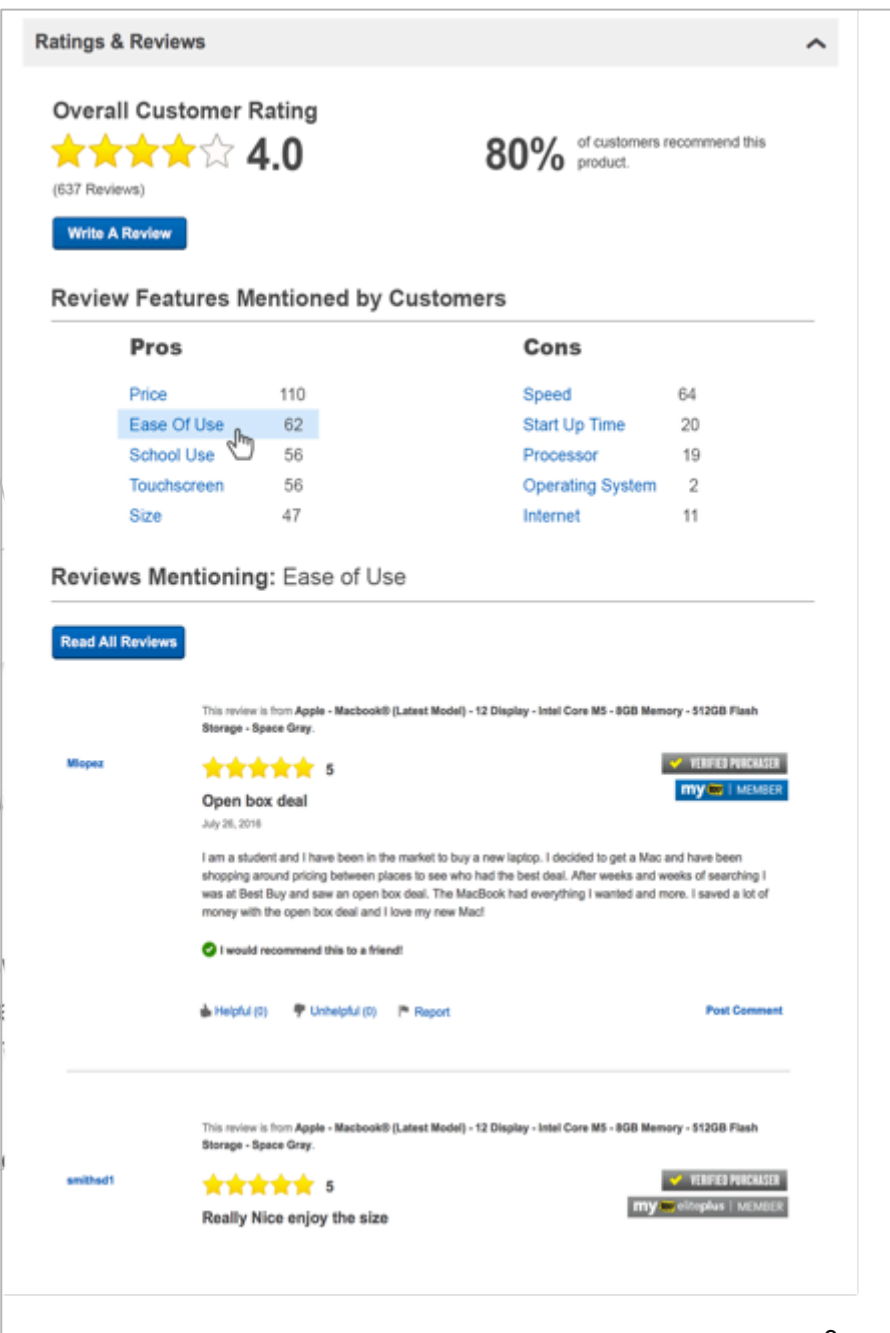 Ratings & Reviews
Overall Customer Rating
4.0
80% of customers recommend this
product.
(637 Reviews)
Write A Review
Review Features Mentioned by Customers
Pros Cons
Price 110 Speed 64
Ease Of Use 62 Start Up Time 20
School Use 56 Processor 19
Touchscreen 56 Operating System 2
Size 47 Internet 11
Reviews Mentioning: Ease of Use
Read All Reviews
This review is from Apple - Macbook® (Latest Model) - 12 Display - Intel Core M5 - 8GB Memory - 512GB Flash
Storage - Space Gray.
Mlopez 5 VERIFIED PURCHASER
my | MEMBER
Open box deal
July 26, 2016
I am a student and I have been in the market to buy a new laptop. I decided to get a Mac and have been
shopping around pricing between places to see who had the best deal. After weeks and weeks of searching I
was at Best Buy and saw an open box deal. The MacBook had everything I wanted and more. I saved a lot of
money with the open box deal and I love my new Mac!
I would recommend this to a friend!
Helpful (0) Unhelpful (0) Report Post Comment
This review is from Apple - Macbook® (Latest Model) - 12 Display - Intel Core M5 - 8GB Memory - 512GB Flash
Storage - Space Gray.
smithsd1 5 VERIFIED PURCHASER
my eliteplus | MEMBER
Really Nice enjoy the size